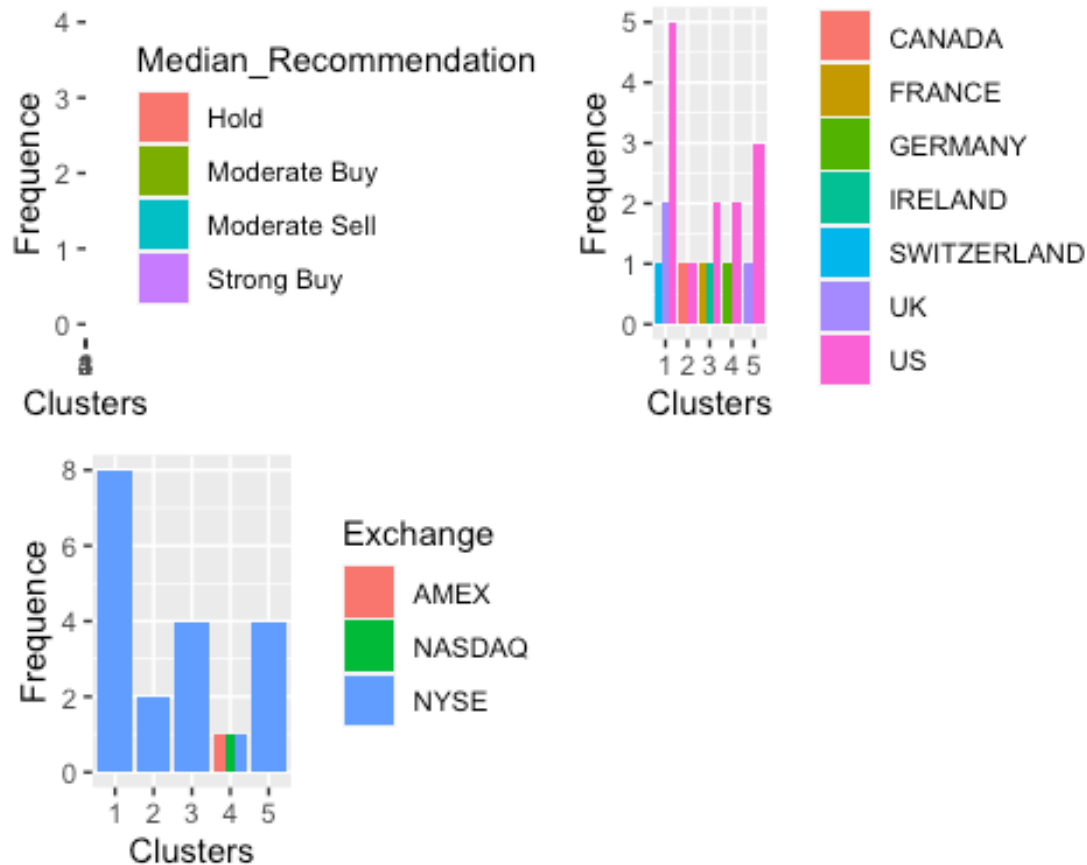 4
3
2
1
0
Frequence
Clusters
Median_Recommendation
Hold
Moderate Buy
Moderate Sell
Strong Buy
5
4
3
2
1
0
Frequence
1 2 3 4 5
Clusters
CANADA
FRANCE
GERMANY
IRELAND
SWITZERLAND
UK
US
8
6
4
2
0
Frequence
1 2 3 4 5
Clusters
Exchange
AMEX
NASDAQ
NYSE